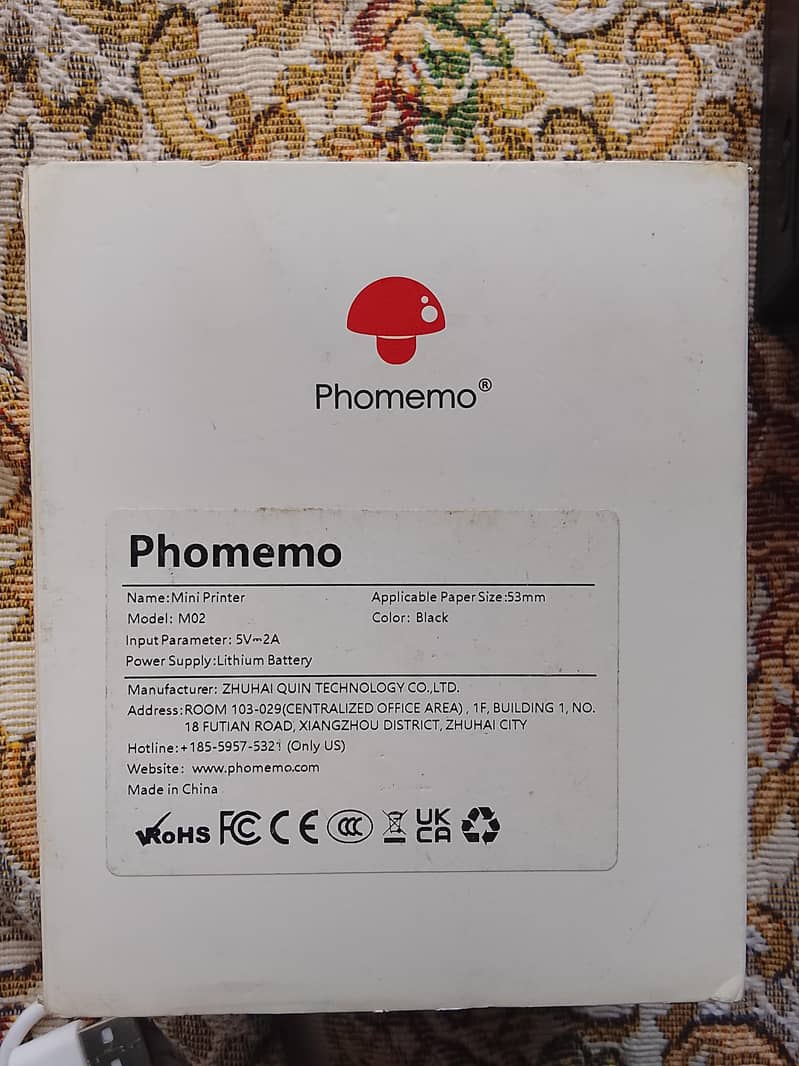 Phomemo®
Phomemo
Name:Mini Printer Applicable Paper Size:53mm
Model: M02 Color: Black
Input Parameter: 5V⎓2A
Power Supply:Lithium Battery
Manufacturer: ZHUHAI QUIN TECHNOLOGY CO.,LTD.
Address:ROOM 103-029(CENTRALIZED OFFICE AREA) , 1F, BUILDING 1, NO.
18 FUTIAN ROAD, XIANGZHOU DISTRICT, ZHUHAI CITY
Hotline:+185-5957-5321 (Only US)
Website: www.phomemo.com
Made in China
RoHS FC CE CCC UK
CA